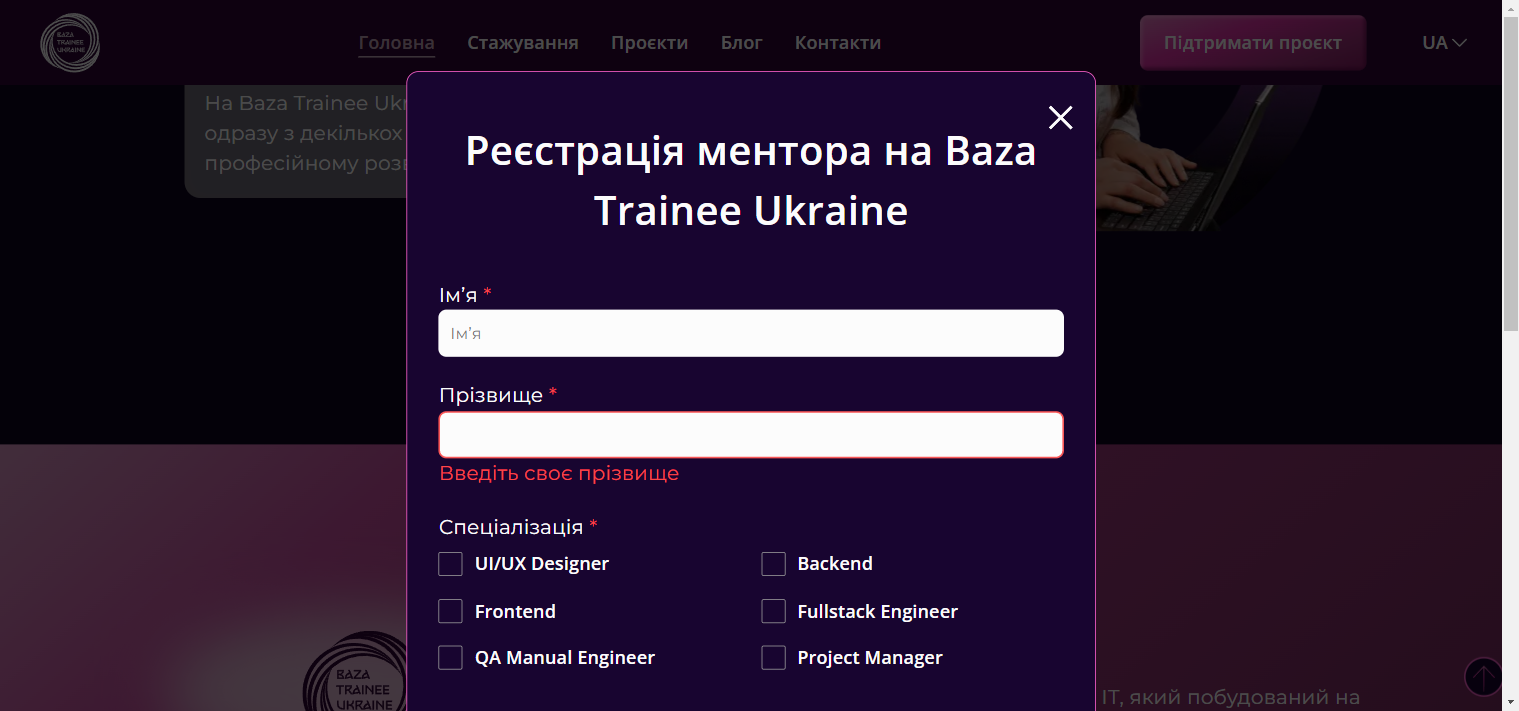 BAZA
TRAINEE
UKRAINE
Головна
Стажування
Проєкти
Блог
Контакти
Підтримати проєкт
UA
На Baza Trainee Ukr
одразу з декількох
професійному розв
Реєстрація ментора на Baza
Trainee Ukraine
Ім’я *
Ім’я
Прізвище *
Введіть своє прізвище
Спеціалізація *
UI/UX Designer
Backend
Frontend
Fullstack Engineer
QA Manual Engineer
Project Manager
BAZA
TRAINEE
UKRAINE
ІТ, який побудований на